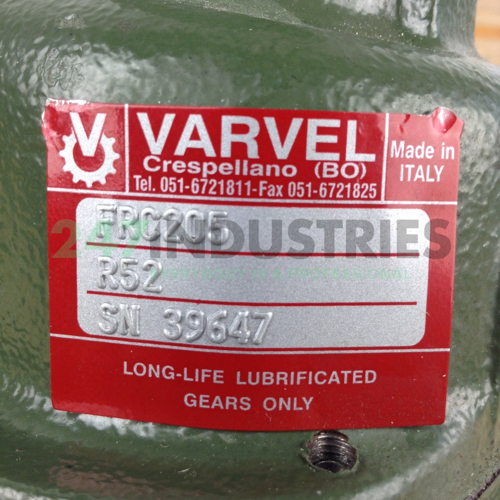 V VARVEL
Crespellano (BO)
Tel. 051-6721811-Fax 051-6721825
Made in
ITALY
FRC205
247INDUSTRIES
R52
SN 39647
LONG-LIFE LUBRIFICATED
GEARS ONLY